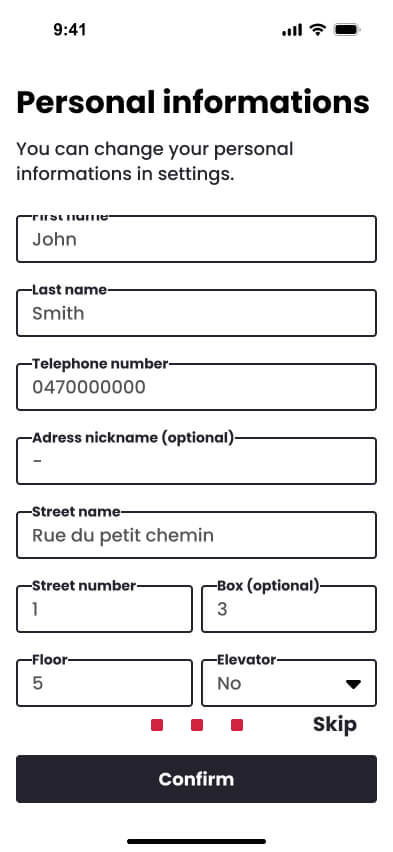 9:41
Personal informations
You can change your personal
informations in settings.
First name
John
Last name
Smith
Telephone number
0470000000
Adress nickname (optional)
-
Street name
Rue du petit chemin
Street number
1
Box (optional)
3
Floor
5
Elevator
No
Skip
Confirm